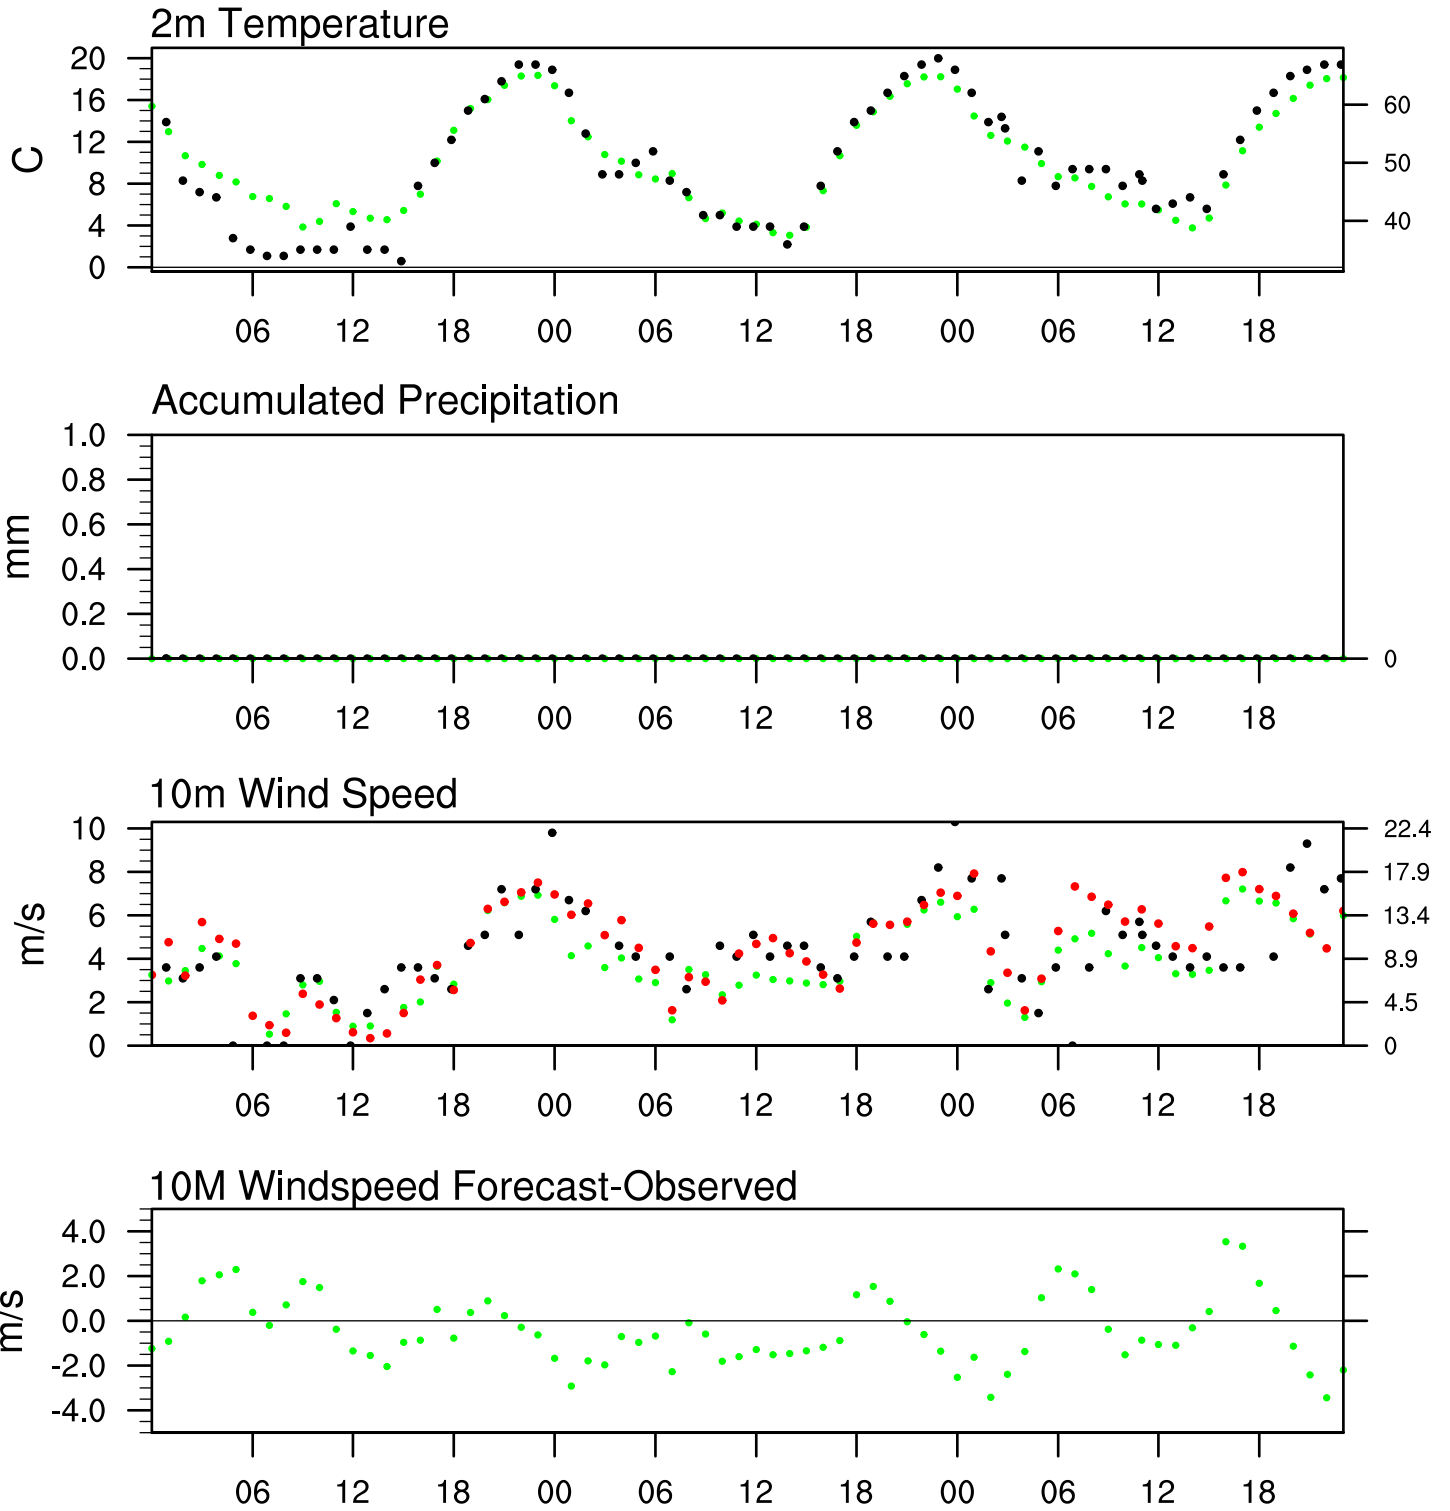 2m Temperature
20
16
12
8
4
0
C
60
50
40
06 12 18 00 06 12 18 00 06 12 18
Accumulated Precipitation
1.0
0.8
0.6
0.4
0.2
0.0
mm
0
06 12 18 00 06 12 18 00 06 12 18
10m Wind Speed
10
8
6
4
2
0
m/s
22.4
17.9
13.4
8.9
4.5
0
06 12 18 00 06 12 18 00 06 12 18
10M Windspeed Forecast-Observed
4.0
2.0
0.0
-2.0
-4.0
m/s
06 12 18 00 06 12 18 00 06 12 18